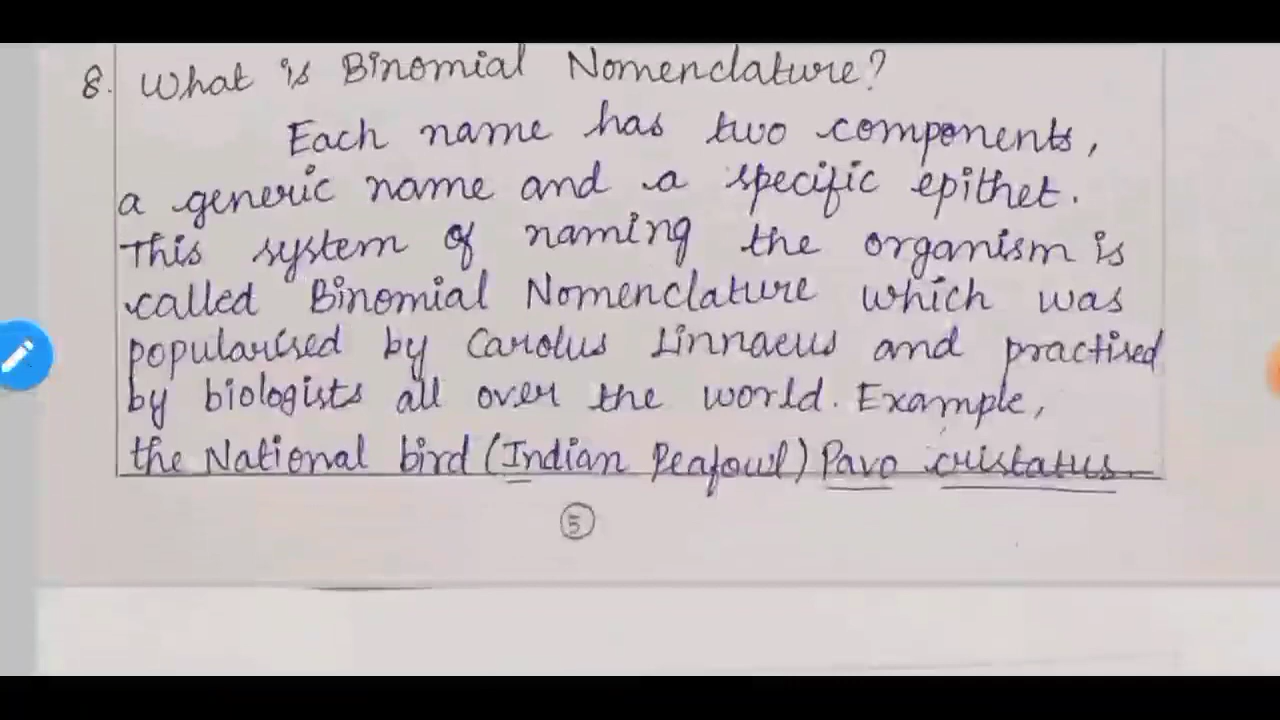 8. What is Binomial Nomenclature?
Each name has two components,
a generic name and a specific epithet.
This system of naming the organism is
called Binomial Nomenclature which was
popularised by Carolus Linnaeus and practised
by biologists all over the world. Example,
the National bird (Indian Peafowl) Pavo cristatus.
5